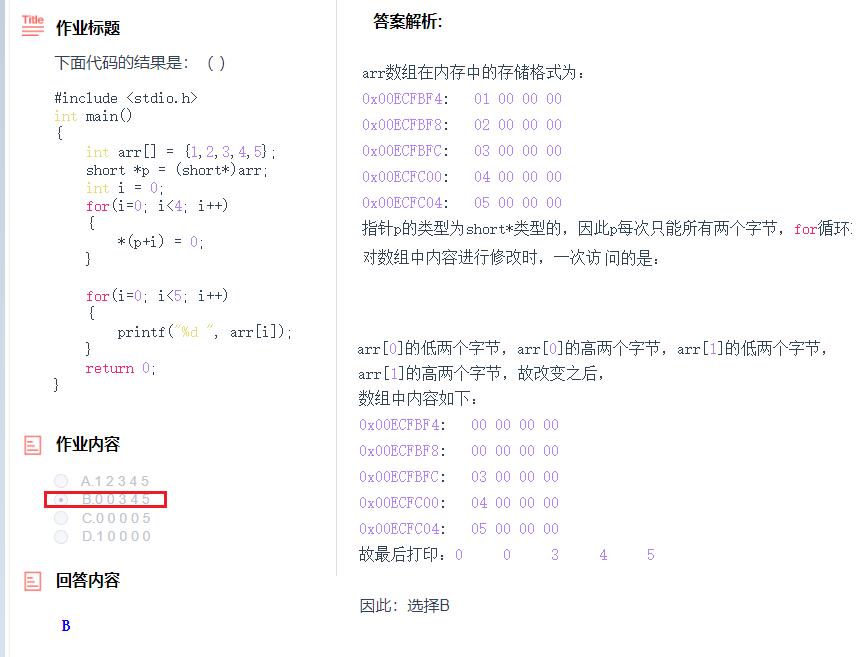 Title
作业标题
下面代码的结果是： （ ）
#include <stdio.h>
int main()
{
int arr[] = {1,2,3,4,5};
short *p = (short*)arr;
int i = 0;
for(i=0; i<4; i++)
{
*(p+i) = 0;
}
for(i=0; i<5; i++)
{
printf("%d ", arr[i]);
}
return 0;
}
作业内容
A.1 2 3 4 5
B.0 0 3 4 5
C.0 0 0 0 5
D.1 0 0 0 0
回答内容
B
答案解析:
arr数组在内存中的存储格式为：
0x00ECFBF4: 01 00 00 00
0x00ECFBF8: 02 00 00 00
0x00ECFBFC: 03 00 00 00
0x00ECFC00: 04 00 00 00
0x00ECFC04: 05 00 00 00
指针p的类型为short*类型的，因此p每次只能所有两个字节，for循环
对数组中内容进行修改时，一次访问的是：
arr[0]的低两个字节，arr[0]的高两个字节，arr[1]的低两个字节，
arr[1]的高两个字节，故改变之后，
数组中内容如下：
0x00ECFBF4: 00 00 00 00
0x00ECFBF8: 00 00 00 00
0x00ECFBFC: 03 00 00 00
0x00ECFC00: 04 00 00 00
0x00ECFC04: 05 00 00 00
故最后打印：0 0 3 4 5
因此：选择B